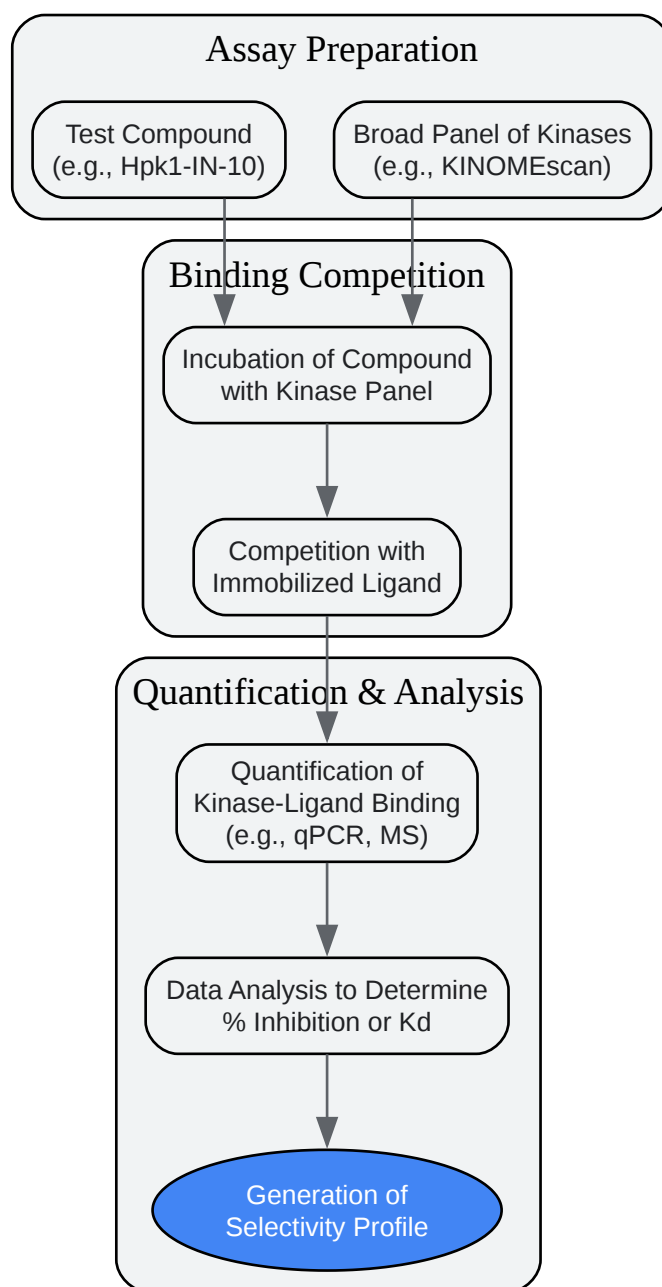 Assay Preparation
Test Compound
(e.g., Hpk1-IN-10)
Broad Panel of Kinases
(e.g., KINOMEscan)
Binding Competition
Incubation of Compound
with Kinase Panel
Competition with
Immobilized Ligand
Quantification & Analysis
Quantification of
Kinase-Ligand Binding
(e.g., qPCR, MS)
Data Analysis to Determine
% Inhibition or Kd
Generation of
Selectivity Profile